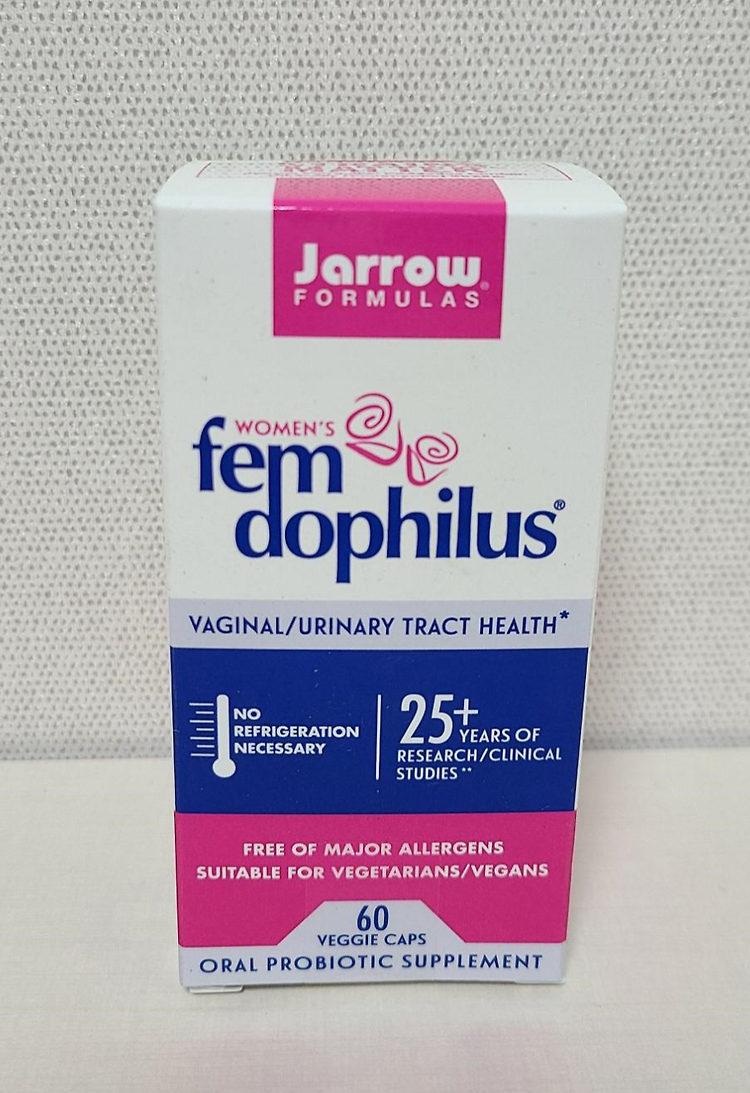 Jarrow®
FORMULAS
WOMEN'S
fem
dophilus®
VAGINAL/URINARY TRACT HEALTH*
NO
REFRIGERATION
NECESSARY
25+
YEARS OF
RESEARCH/CLINICAL
STUDIES**
FREE OF MAJOR ALLERGENS
SUITABLE FOR VEGETARIANS/VEGANS
60
VEGGIE CAPS
ORAL PROBIOTIC SUPPLEMENT